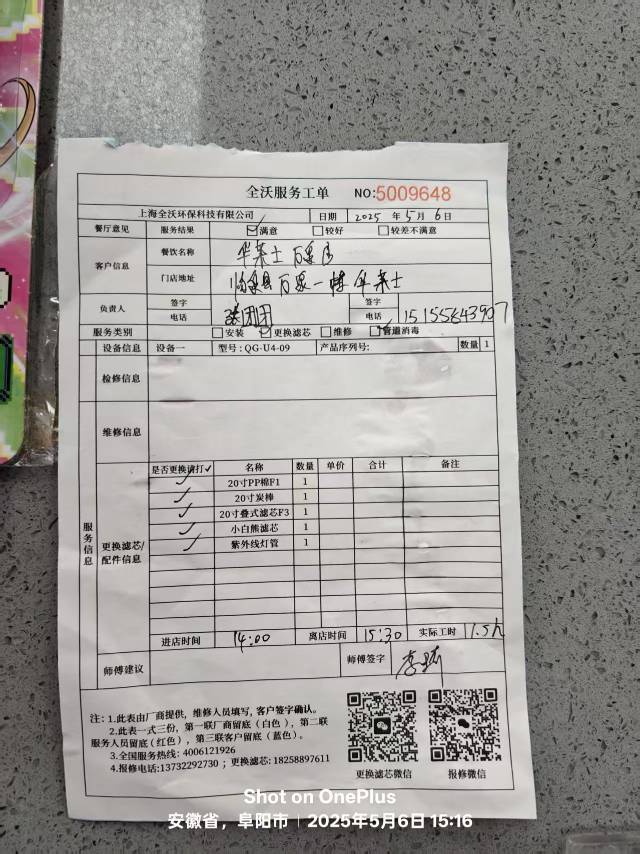 全沃服务工单 NO:5009648
上海全沃环保科技有限公司 日期 2025 年 5 月 6 日
餐厅意见 服务结果 ☑满意 □较好 □较差不满意
客户信息 餐饮名称 华莱士 万象店
门店地址 临泉县万象一楼 华莱士
负责人 签字 签字
电话 电话 15155643907
服务类别 □安装 ☑更换滤芯 □维修 ☑管道消毒
设备信息 设备一 型号:QG-U4-09 产品序列号: 数量 1
检修信息
维修信息
服务信息
更换滤芯/配件信息
是否更换请打✓ 名称 数量 单价 合计 备注
✓ 20寸PP棉F1 1
✓ 20寸炭棒 1
✓ 20寸叠式滤芯F3 1
✓ 小白熊滤芯 1
✓ 紫外线灯管 1
进店时间 14:00 离店时间 15:30 实际工时 1.5h
师傅建议 师傅签字
注: 1.此表由厂商提供，维修人员填写，客户签字确认。
2.此表一式三份，第一联厂商留底(白色)，第二联
服务人员留底(红色)，第三联客户留底（蓝色）。
3.全国服务热线: 4006121926
4.报修电话:13732292730；更换滤芯: 18258897611
更换滤芯微信 报修微信
Shot on OnePlus
安徽省，阜阳市｜2025年5月6日 15:16